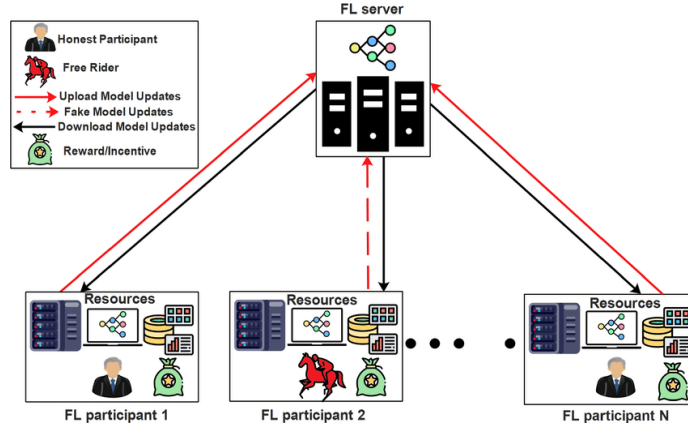 FL server
Honest Participant
Free Rider
Upload Model Updates
Fake Model Updates
Download Model Updates
Reward/Incentive
Resources
Resources
Resources
FL participant 1
FL participant 2
FL participant N